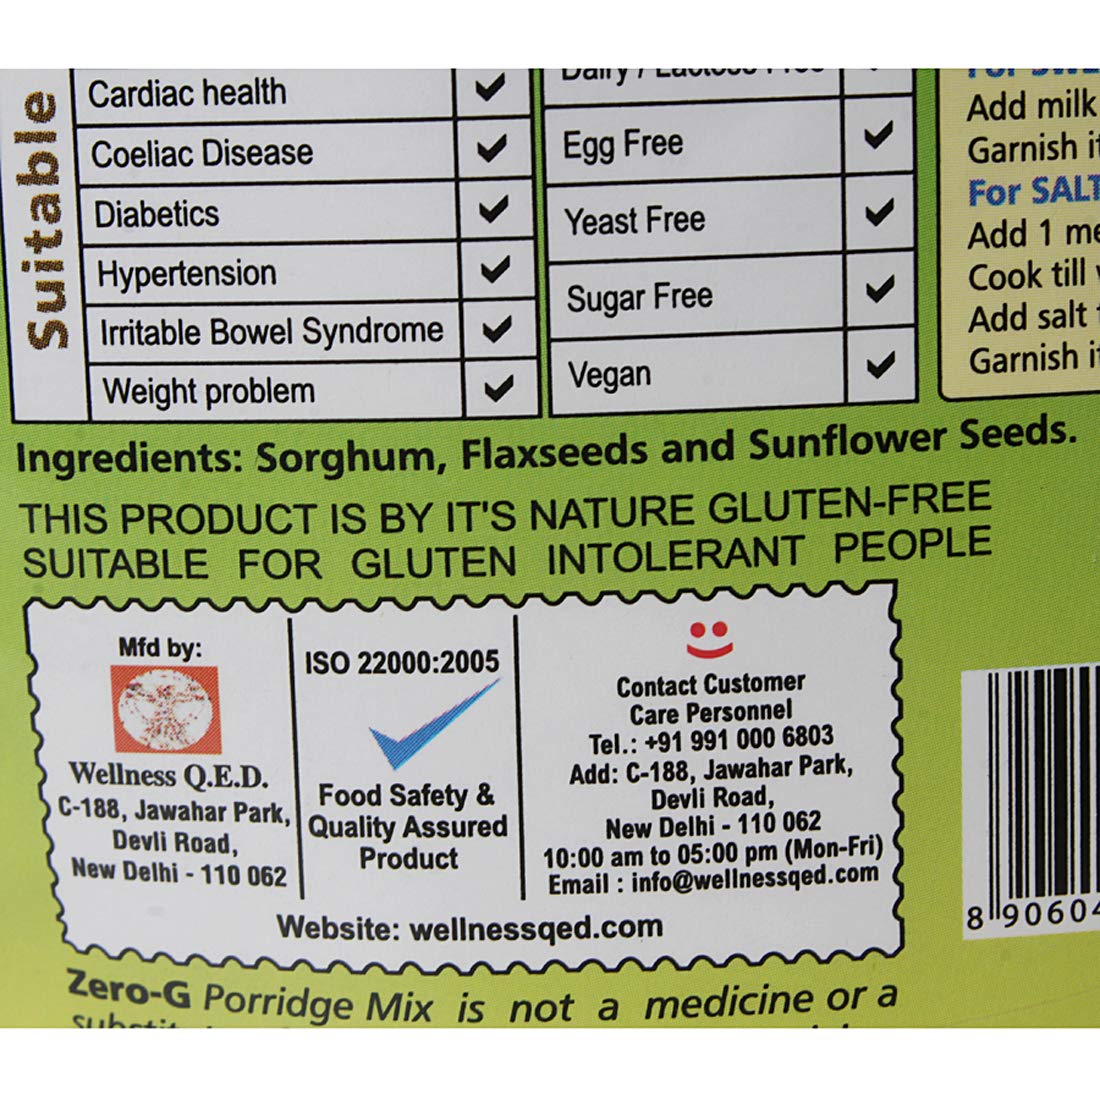 Suitable
Cardiac health
Coeliac Disease
Diabetics
Hypertension
Irritable Bowel Syndrome
Weight problem
Dairy / Lactose Free
Egg Free
Yeast Free
Sugar Free
Vegan
Add milk
Garnish it
For SALT
Add 1 me
Cook till
Add salt
Garnish it
Ingredients: Sorghum, Flaxseeds and Sunflower Seeds.
THIS PRODUCT IS BY IT'S NATURE GLUTEN-FREE
SUITABLE FOR GLUTEN INTOLERANT PEOPLE
Mfd by:
Wellness Q.E.D.
C-188, Jawahar Park,
Devli Road,
New Delhi - 110 062
ISO 22000:2005
Food Safety &
Quality Assured
Product
Contact Customer
Care Personnel
Tel.: +91 991 000 6803
Add: C-188, Jawahar Park,
Devli Road,
New Delhi - 110 062
10:00 am to 05:00 pm (Mon-Fri)
Email : info@wellnessqed.com
Website: wellnessqed.com
8 90604
Zero-G Porridge Mix is not a medicine or a